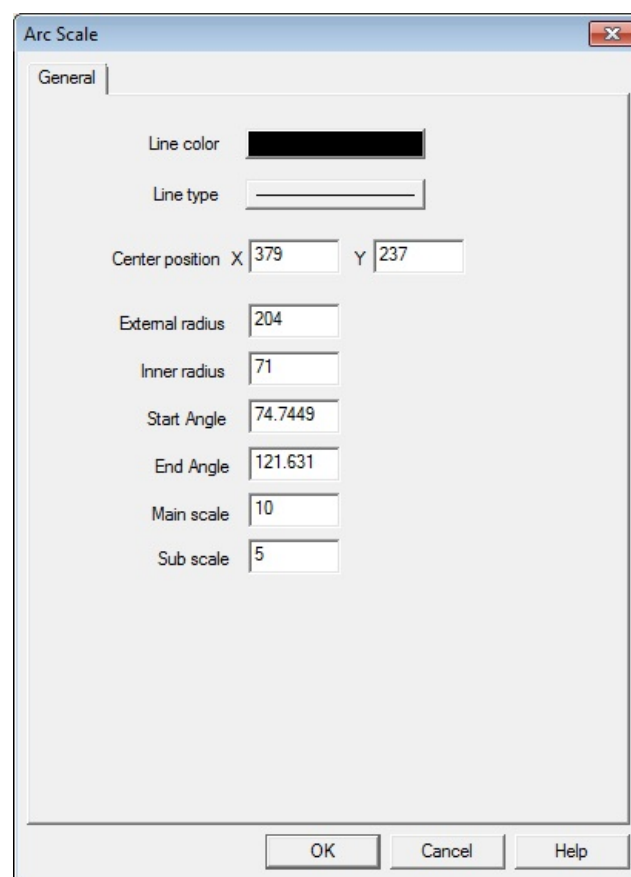 Arc Scale
General
Line color
Line type
Center position X 379 Y 237
External radius 204
Inner radius 71
Start Angle 74.7449
End Angle 121.631
Main scale 10
Sub scale 5
OK Cancel Help